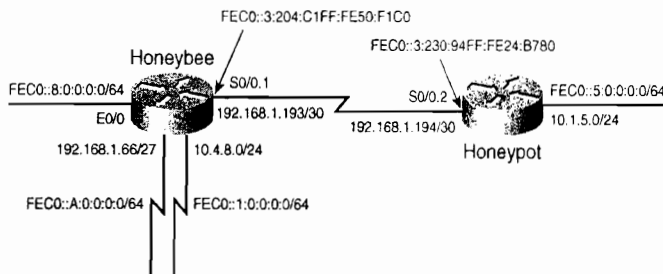 FEC0::3:204:C1FF:FE50:F1C0
Honeybee
FEC0::3:230:94FF:FE24:B780
FEC0::8:0:0:0:0/64
S0/0.1
S0/0.2
FEC0::5:0:0:0:0/64
E0/0
192.168.1.193/30
192.168.1.194/30
10.1.5.0/24
192.168.1.66/27
10.4.8.0/24
Honeypot
FEC0::A:0:0:0:0/64
FEC0::1:0:0:0:0/64